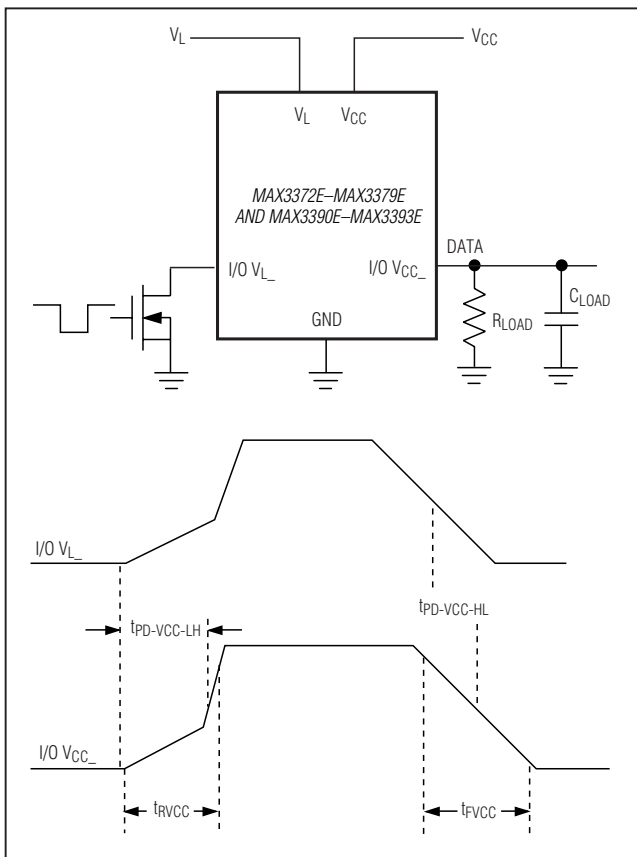 VL
VCC
VL VCC
MAX3372E–MAX3379E
AND MAX3390E–MAX3393E
DATA
I/O VL_
I/O VCC_
CLOAD
RLOAD
GND
I/O VL_
tPD-VCC-LH
tPD-VCC-HL
I/O VCC_
tRVCC
tFVCC